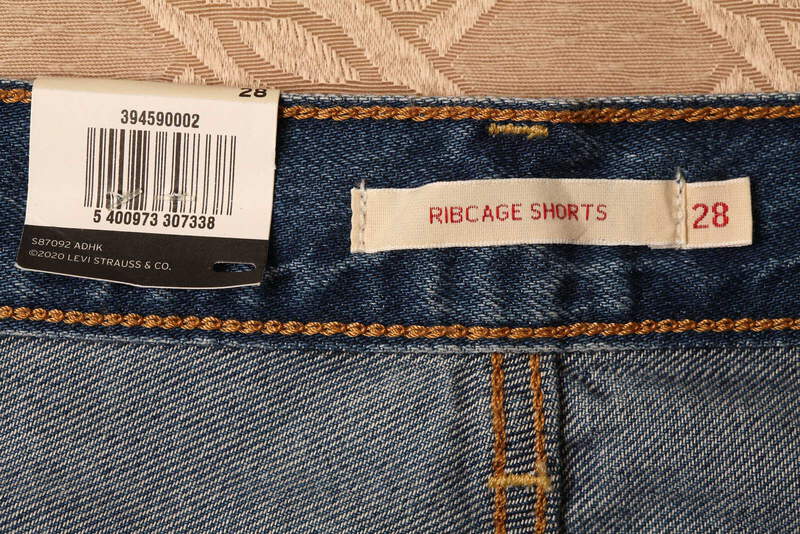 28
394590002
5 400973 307338
S87092 ADHK
©2020 LEVI STRAUSS & CO.
RIBCAGE SHORTS
28